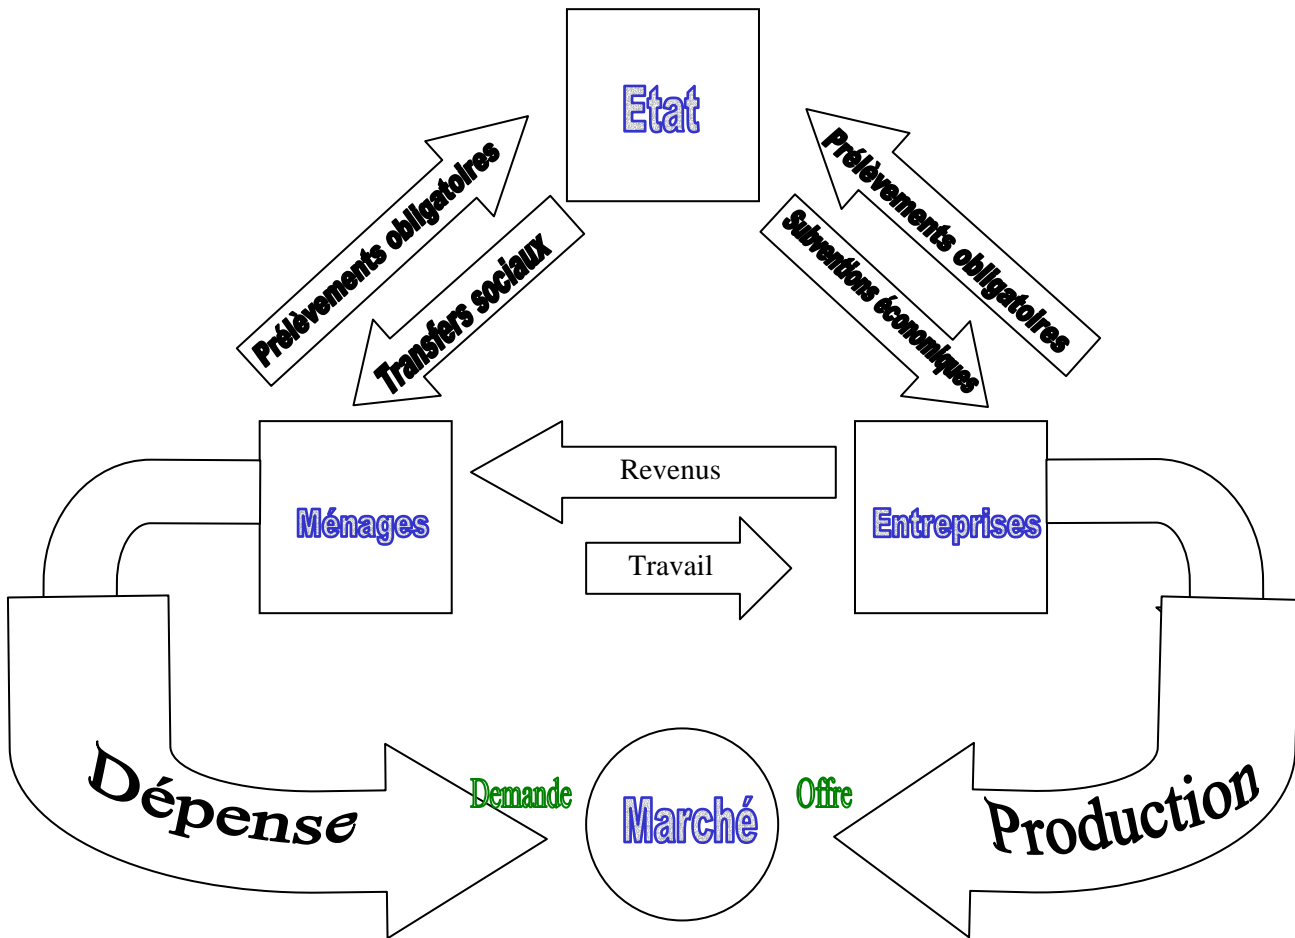 Etat
Prélèvements obligatoires
Transfers sociaux
Subventions économiques
Prélèvements obligatoires
Revenus
Ménages
Entreprises
Travail
Demande
Offre
Dépense
Marché
Production